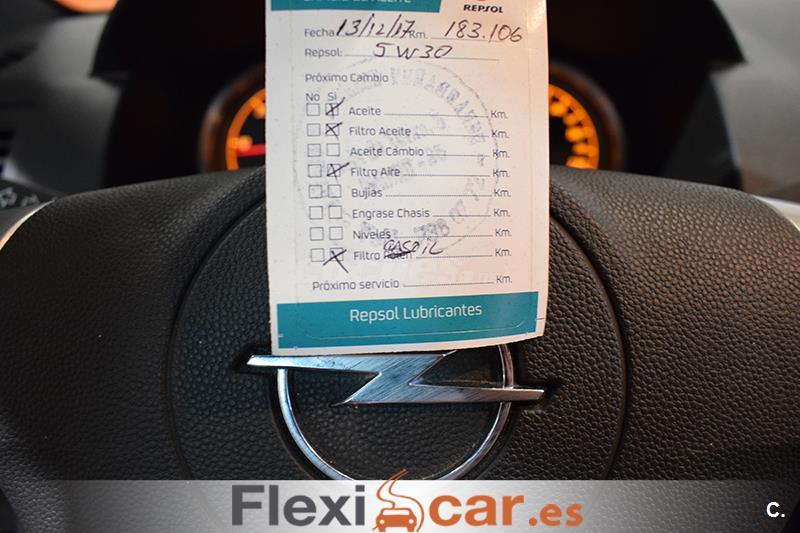 REPSOL
Fecha 13/12/17 Km. 183.106
Repsol: 5W30
Próximo Cambio
No Si
Aceite Km.
Filtro Aceite Km.
Aceite Cambio Km.
Filtro Aire Km.
Bujías Km.
Engrase Chasis Km.
Niveles Km.
Filtro Polen GASOIL Km.
Próximo servicio Km.
Repsol Lubricantes
Flexicar.es
C.